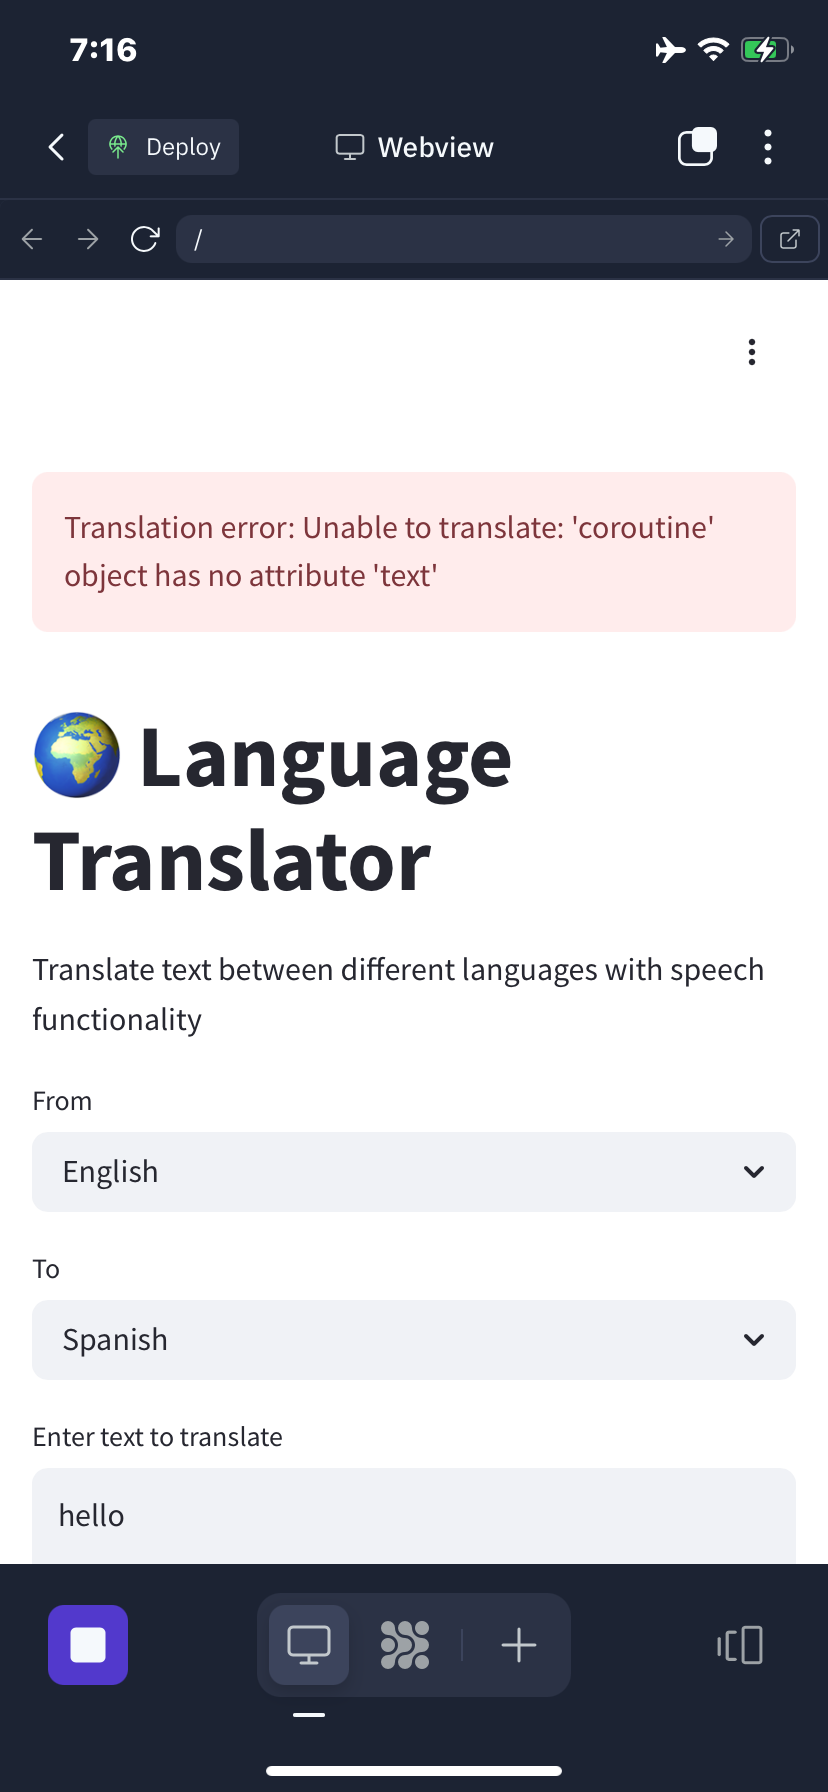 7:16
Deploy
Webview
/
Translation error: Unable to translate: 'coroutine'
object has no attribute 'text'
🌍 Language
Translator
Translate text between different languages with speech
functionality
From
English
To
Spanish
Enter text to translate
hello